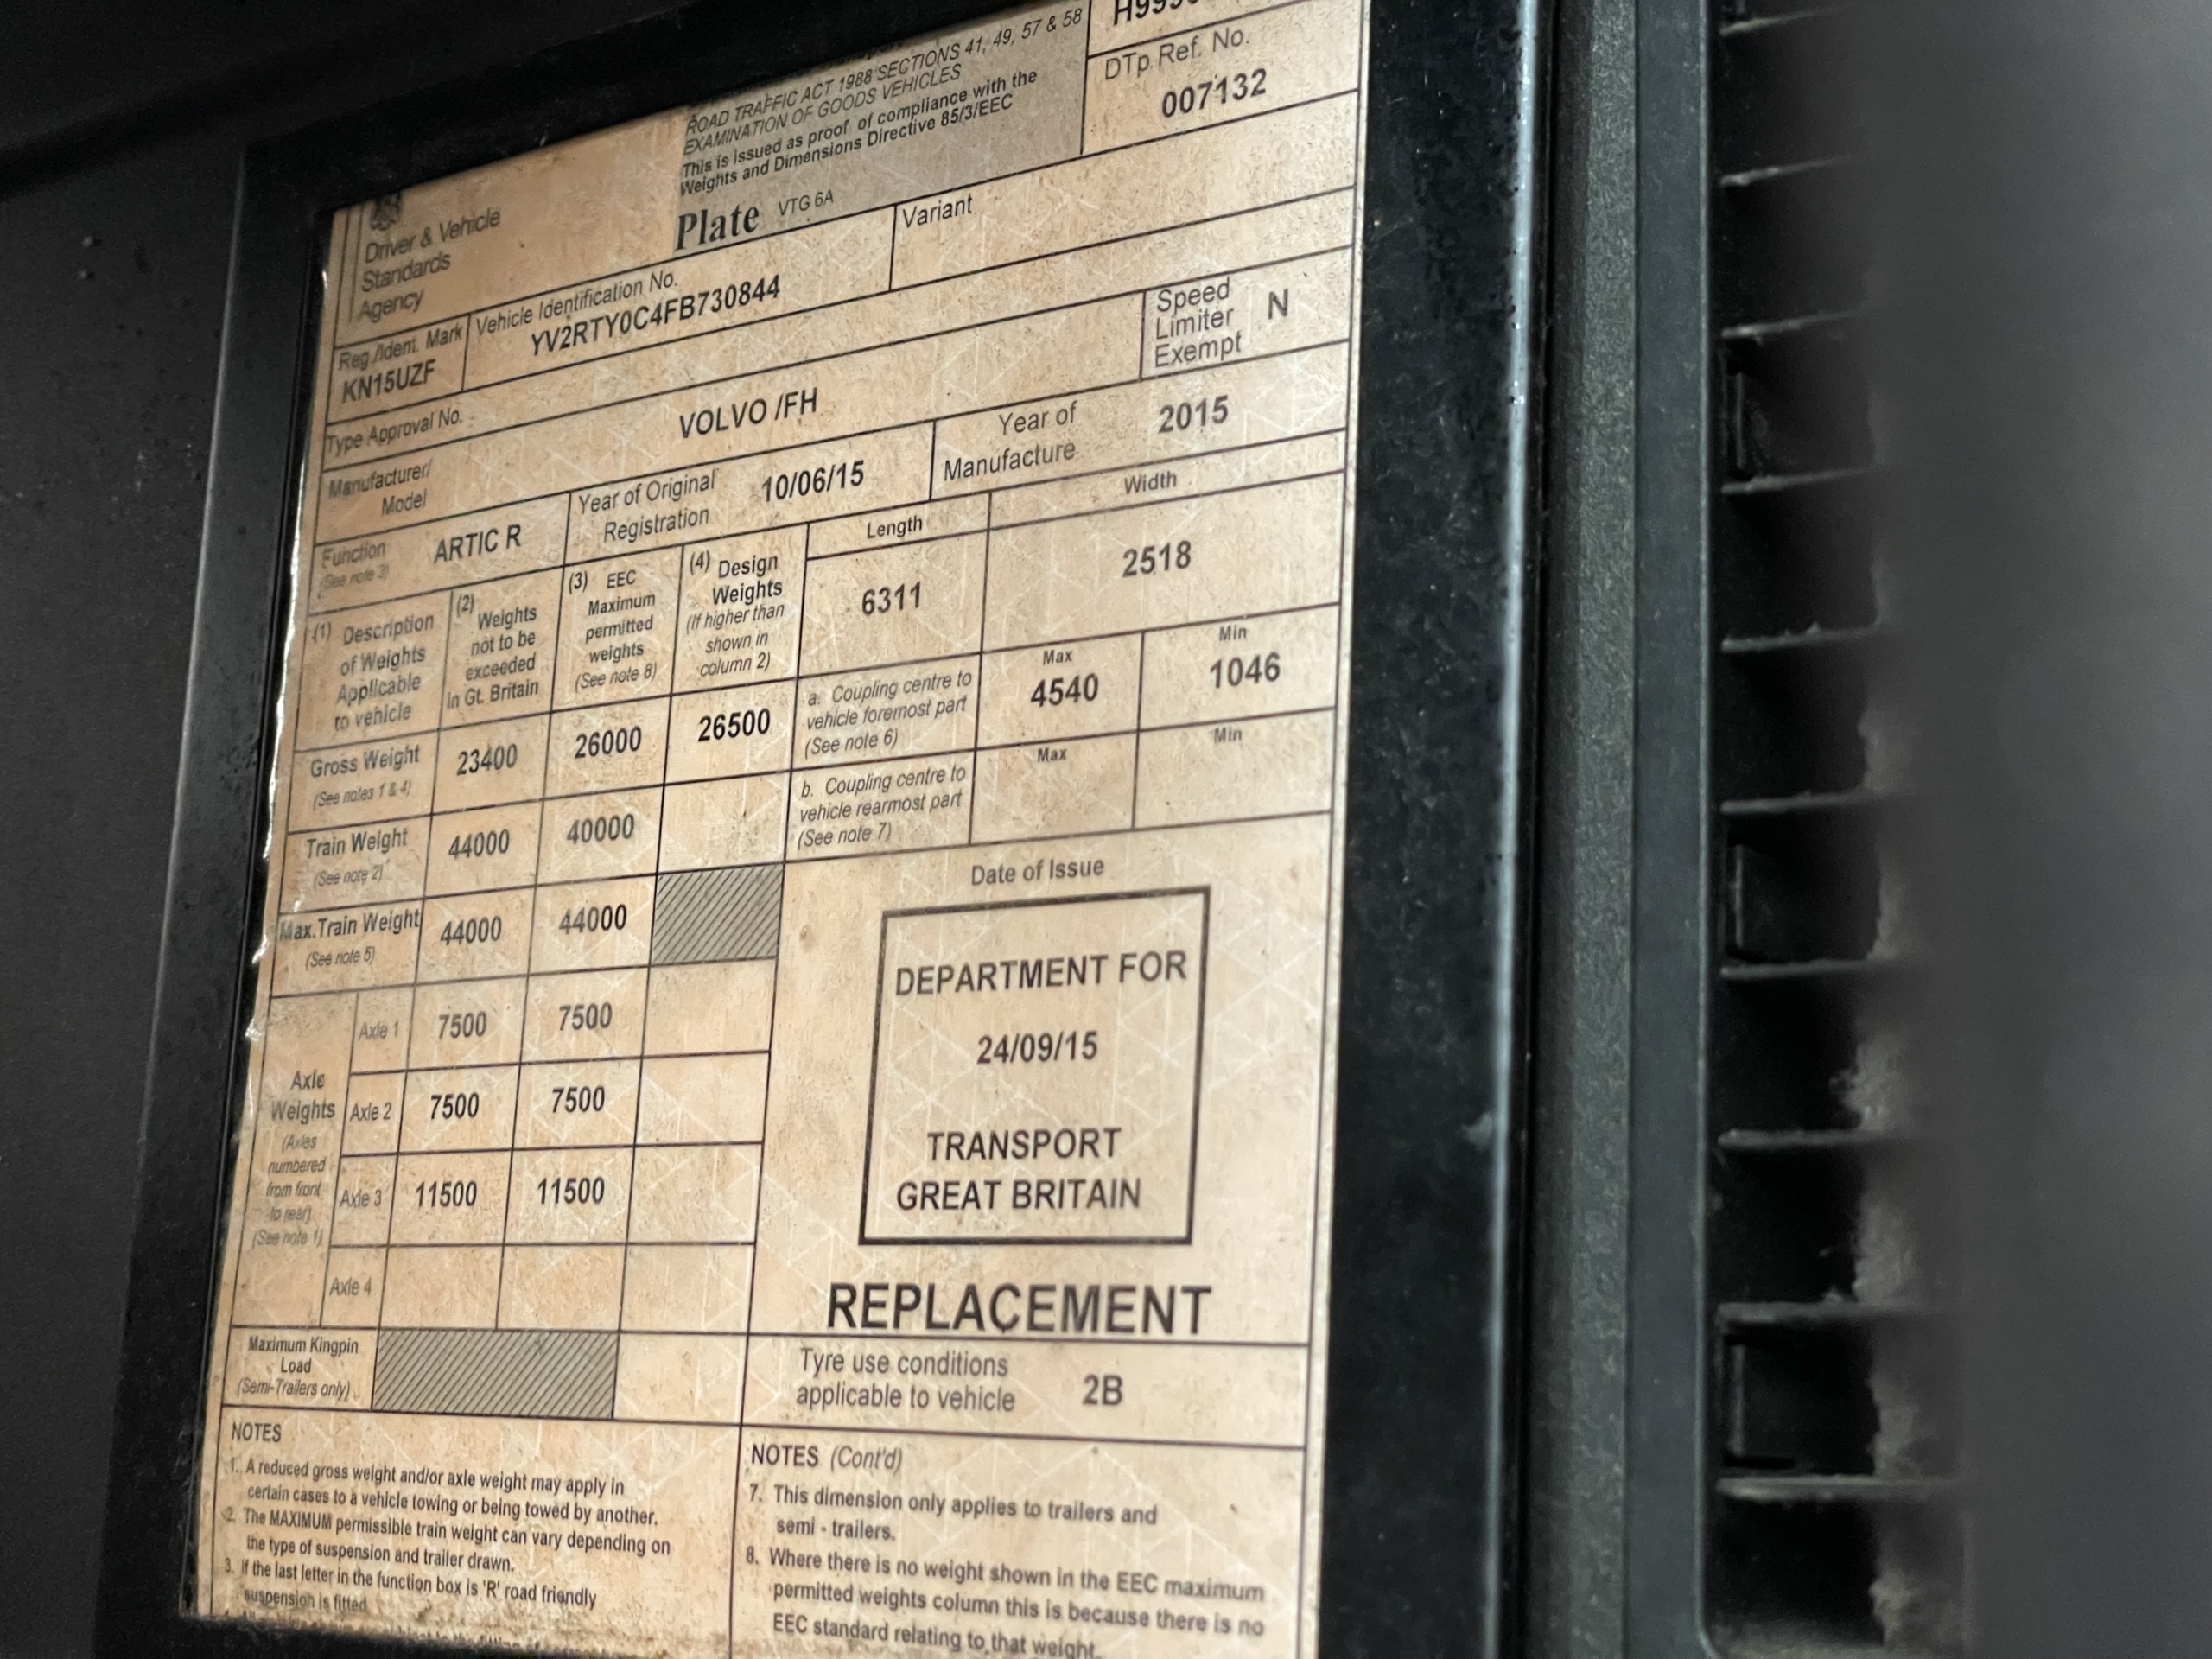 ROAD TRAFFIC ACT 1988 SECTIONS 41, 49, 57 & 58
EXAMINATION OF GOODS VEHICLES
This is issued as proof of compliance with the
Weights and Dimensions Directive 85/3/EEC
Plate VTG 6A
DTp Ref. No.
007132
Driver & Vehicle
Standards
Agency
Reg./Ident. Mark
KN15UZF
Vehicle Identification No.
YV2RTY0C4FB730844
Variant
Type Approval No.
Speed
Limiter
Exempt
N
Manufacturer/
Model
VOLVO /FH
Function
(See note 3)
ARTIC R
Year of Original
Registration
10/06/15
Year of
Manufacture
2015
(1) Description
of Weights
Applicable
to vehicle
(2) Weights
not to be
exceeded
in Gt. Britain
(3) EEC
Maximum
permitted
weights
(See note 8)
(4) Design
Weights
(If higher than
shown in
column 2)
Length
6311
Width
2518
Gross Weight
(See notes 1 & 4)
23400
26000
26500
a. Coupling centre to
vehicle foremost part
(See note 6)
Max
4540
Min
1046
Train Weight
(See note 2)
44000
40000
b. Coupling centre to
vehicle rearmost part
(See note 7)
Max
Min
Max.Train Weight
(See note 5)
44000
44000
Axle
Weights
(Axles
numbered
from front
to rear)
(See note 1)
Axle 1
7500
7500
Axle 2
7500
7500
Axle 3
11500
11500
Axle 4
Maximum Kingpin
Load
(Semi-Trailers only)
Date of Issue
DEPARTMENT FOR
24/09/15
TRANSPORT
GREAT BRITAIN
REPLACEMENT
Tyre use conditions
applicable to vehicle
2B
NOTES
1. A reduced gross weight and/or axle weight may apply in
certain cases to a vehicle towing or being towed by another.
2. The MAXIMUM permissible train weight can vary depending on
the type of suspension and trailer drawn.
3. If the last letter in the function box is 'R' road friendly
suspension is fitted
NOTES (Cont'd)
7. This dimension only applies to trailers and
semi - trailers.
8. Where there is no weight shown in the EEC maximum
permitted weights column this is because there is no
EEC standard relating to that weight.